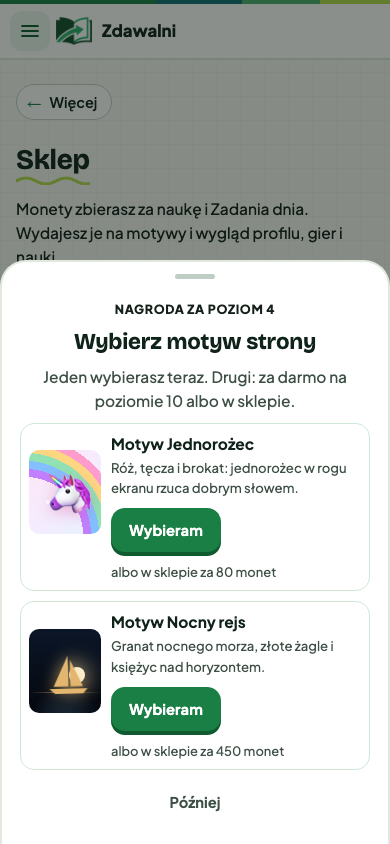 Zdawalni
← Więcej
Sklep
Monety zbierasz za naukę i Zadania dnia.
Wydajesz je na motywy i wygląd profilu, gier i
nauki.
NAGRODA ZA POZIOM 4
Wybierz motyw strony
Jeden wybierasz teraz. Drugi: za darmo na
poziomie 10 albo w sklepie.
Motyw Jednorożec
Róż, tęcza i brokat: jednorożec w rogu
ekranu rzuca dobrym słowem.
Wybieram
albo w sklepie za 80 monet
Motyw Nocny rejs
Granat nocnego morza, złote żagle i
księżyc nad horyzontem.
Wybieram
albo w sklepie za 450 monet
Później